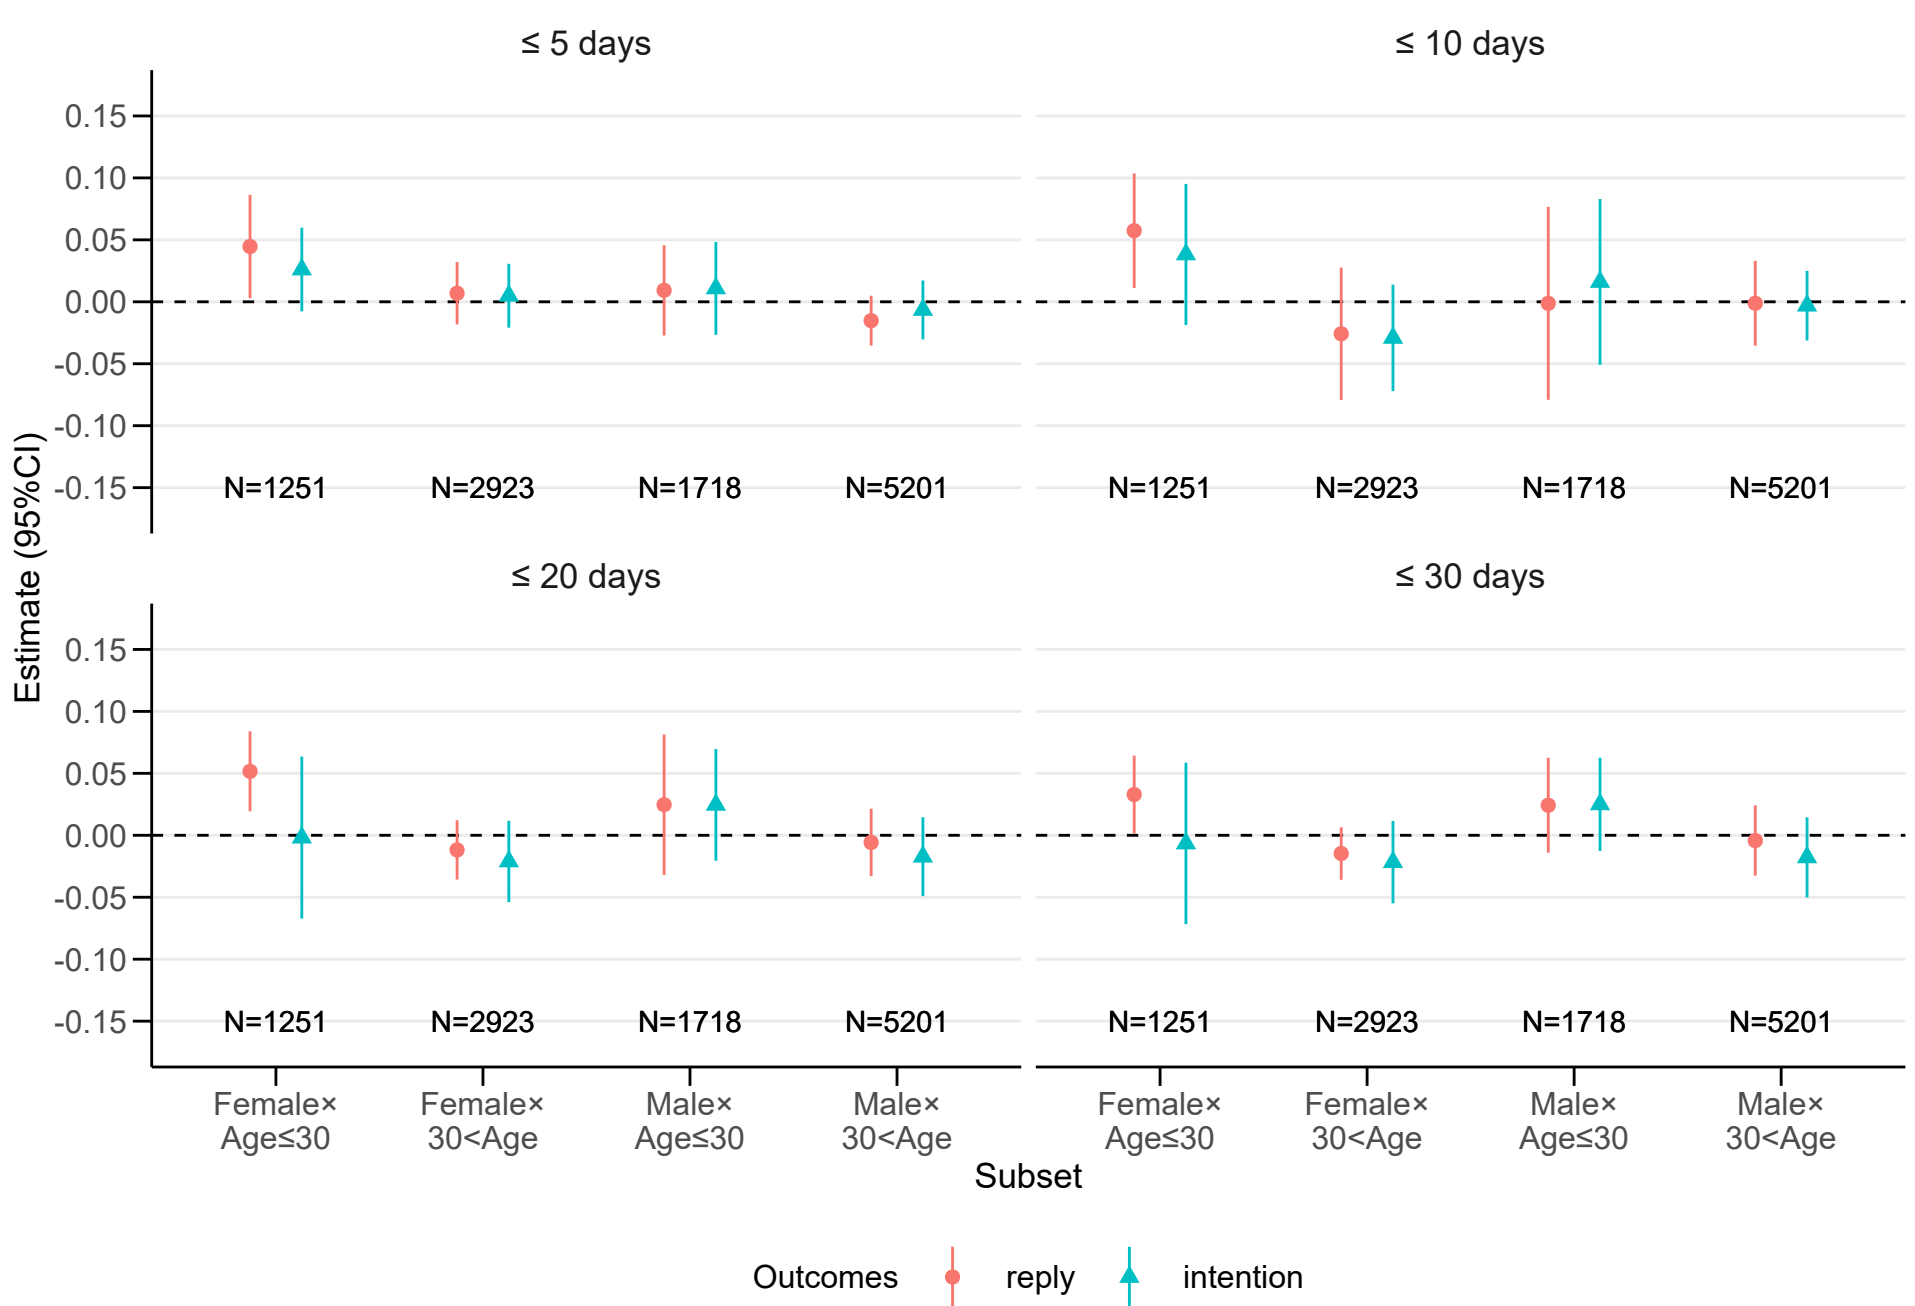 ≤ 5 days
≤ 10 days
0.15
0.10
0.05
0.00
-0.05
-0.10
-0.15
N=1251
N=2923
N=1718
N=5201
N=1251
N=2923
N=1718
N=5201
Estimate (95%CI)
≤ 20 days
≤ 30 days
0.15
0.10
0.05
0.00
-0.05
-0.10
-0.15
N=1251
N=2923
N=1718
N=5201
N=1251
N=2923
N=1718
N=5201
Female×
Age≤30
Female×
30<Age
Male×
Age≤30
Male×
30<Age
Female×
Age≤30
Female×
30<Age
Male×
Age≤30
Male×
30<Age
Subset
Outcomes reply intention